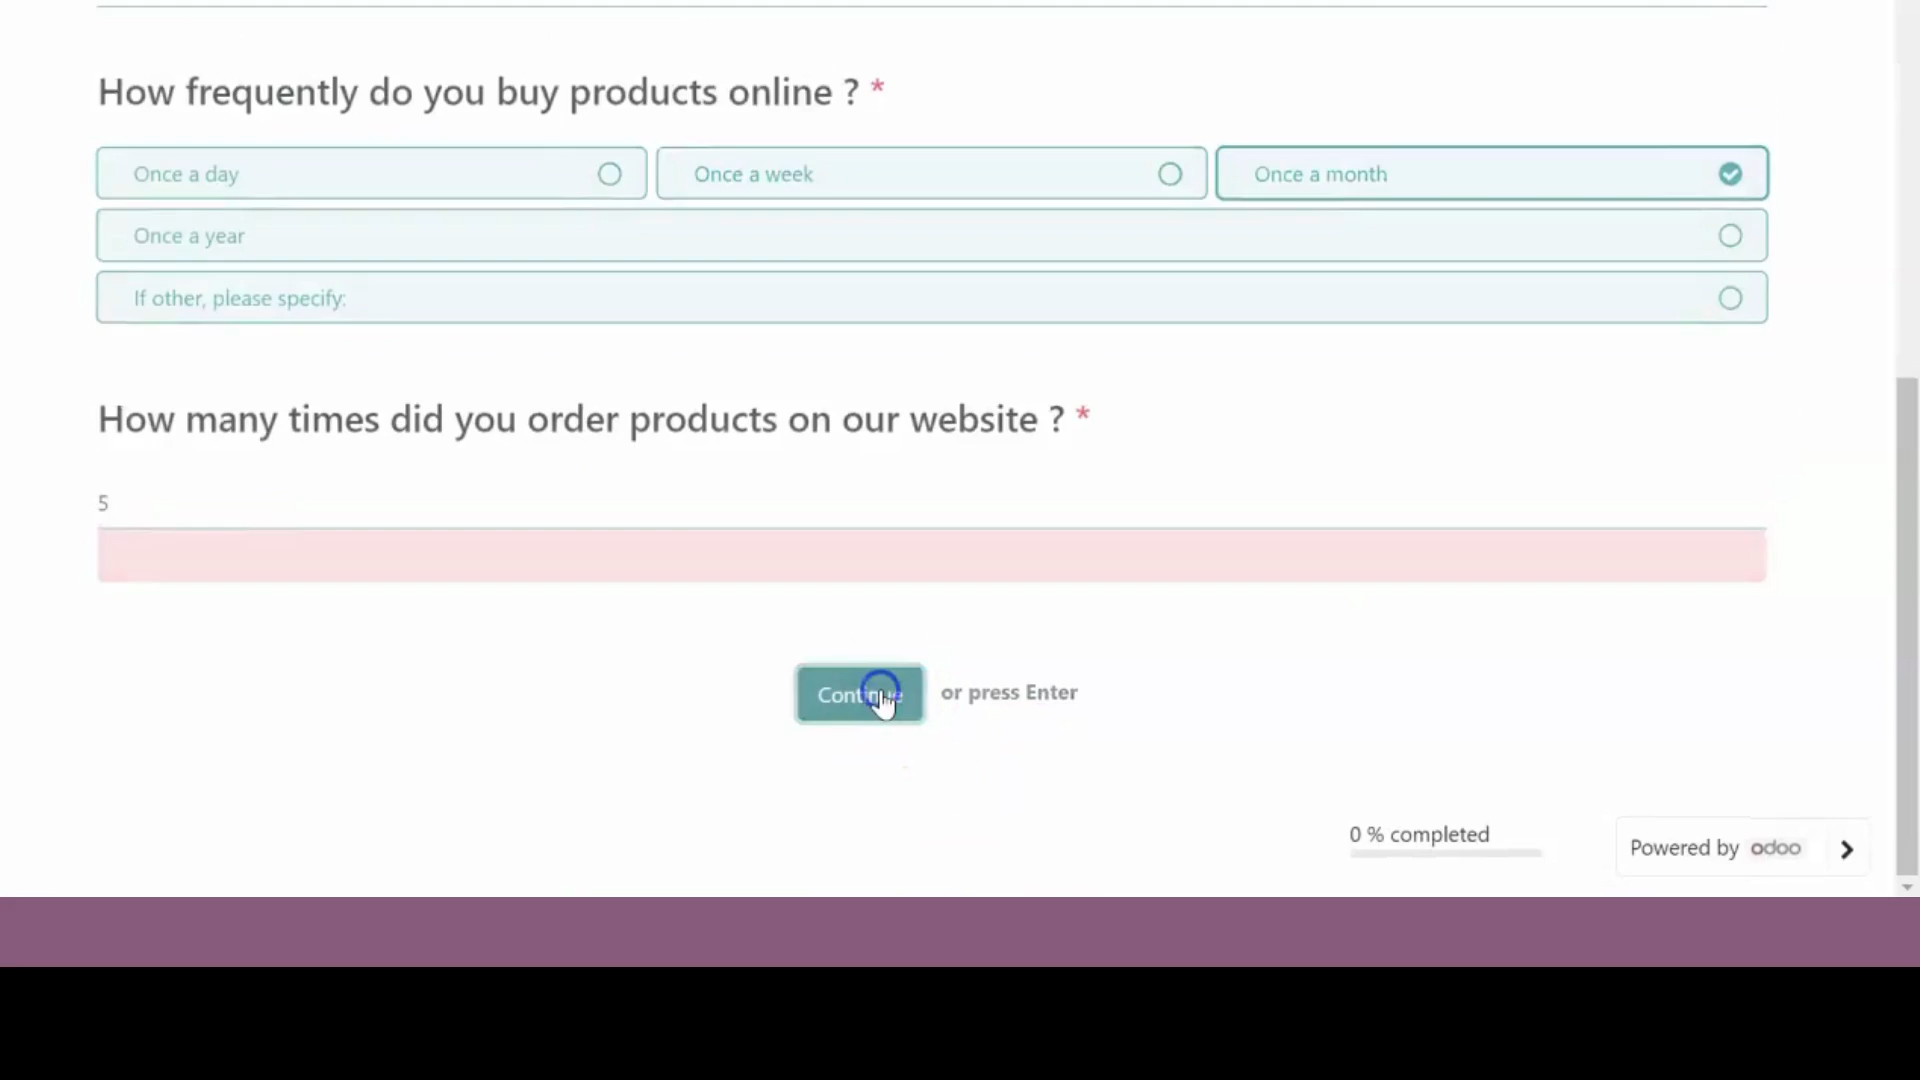 How frequently do you buy products online ? *
Once a day
Once a week
Once a month
Once a year
If other, please specify:
How many times did you order products on our website ? *
5
Continue
or press Enter
0 % completed
Powered by odoo